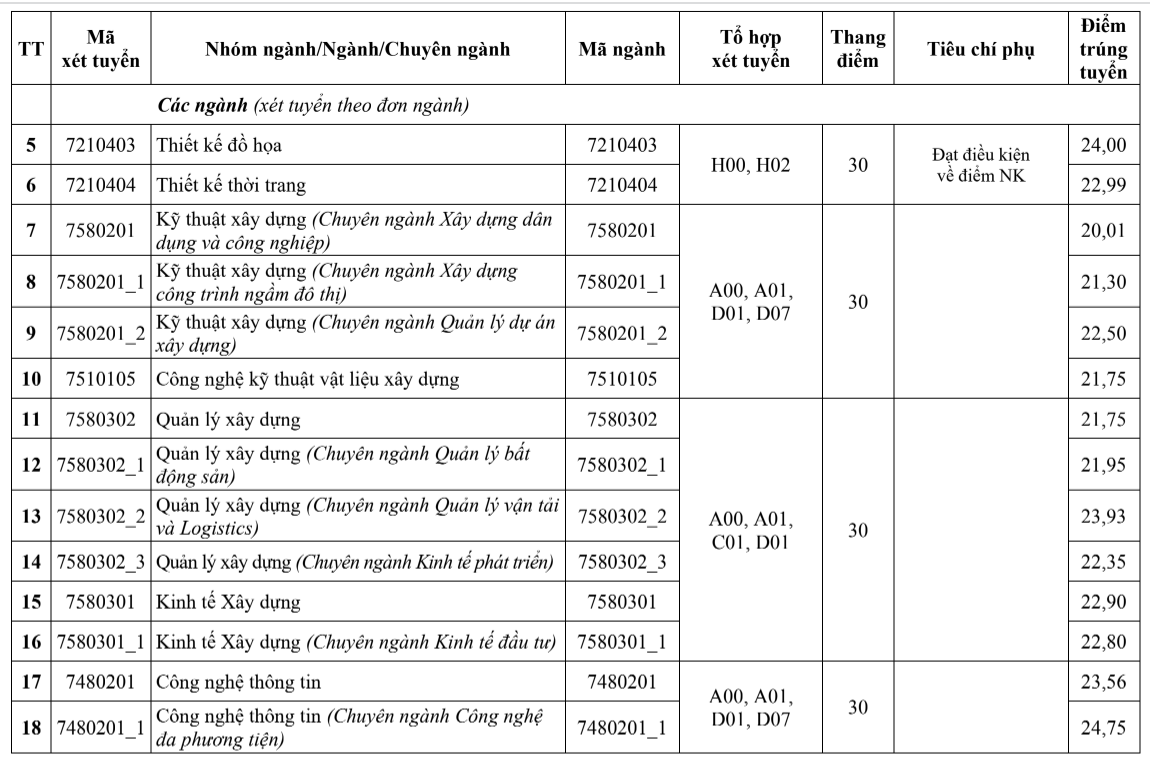 TT
Mã
xét tuyển
Nhóm ngành/Ngành/Chuyên ngành
Mã ngành
Tổ hợp
xét tuyển
Thang
điểm
Tiêu chí phụ
Điểm
trúng
tuyển
Các ngành (xét tuyển theo đơn ngành)
5 7210403 Thiết kế đồ họa 7210403
H00, H02
30
Đạt điều kiện
về điểm NK
24,00
6 7210404 Thiết kế thời trang 7210404 22,99
7 7580201 Kỹ thuật xây dựng (Chuyên ngành Xây dựng dân
dụng và công nghiệp) 7580201 20,01
8 7580201_1 Kỹ thuật xây dựng (Chuyên ngành Xây dựng
công trình ngầm đô thị) 7580201_1 21,30
A00, A01,
D01, D07
30
9 7580201_2 Kỹ thuật xây dựng (Chuyên ngành Quản lý dự án
xây dựng) 7580201_2 22,50
10 7510105 Công nghệ kỹ thuật vật liệu xây dựng 7510105 21,75
11 7580302 Quản lý xây dựng 7580302 21,75
12 7580302_1 Quản lý xây dựng (Chuyên ngành Quản lý bất
động sản) 7580302_1 21,95
13 7580302_2 Quản lý xây dựng (Chuyên ngành Quản lý vận tải
và Logistics) 7580302_2 23,93
A00, A01,
C01, D01
30
14 7580302_3 Quản lý xây dựng (Chuyên ngành Kinh tế phát triển) 7580302_3 22,35
15 7580301 Kinh tế Xây dựng 7580301 22,90
16 7580301_1 Kinh tế Xây dựng (Chuyên ngành Kinh tế đầu tư) 7580301_1 22,80
17 7480201 Công nghệ thông tin 7480201 23,56
A00, A01,
D01, D07
30
18 7480201_1 Công nghệ thông tin (Chuyên ngành Công nghệ
đa phương tiện) 7480201_1 24,75